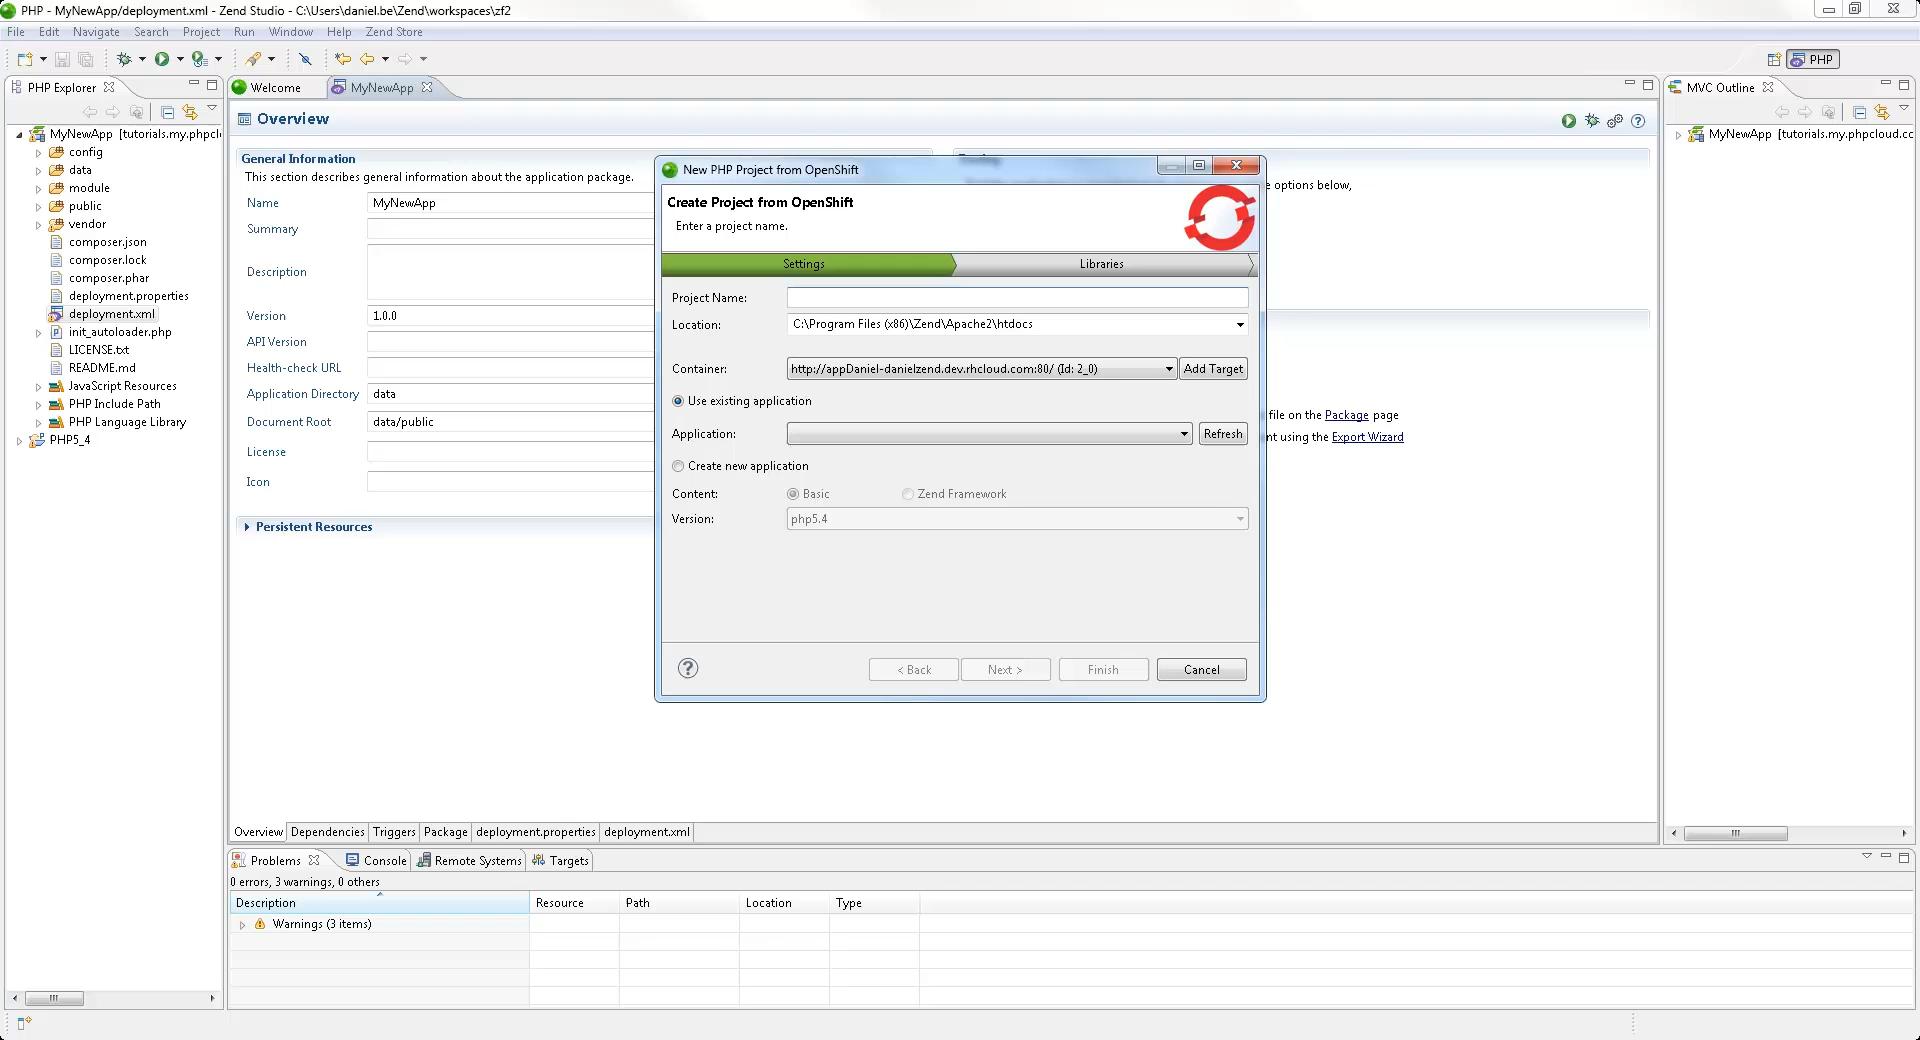 PHP - MyNewApp/deployment.xml - Zend Studio - C:\Users\daniel.be\Zend\workspaces\zf2
File Edit Navigate Search Project Run Window Help Zend Store
PHP
PHP Explorer
MyNewApp [tutorials.my.phpcl
config
data
module
public
vendor
composer.json
composer.lock
composer.phar
deployment.properties
deployment.xml
init_autoloader.php
LICENSE.txt
README.md
JavaScript Resources
PHP Include Path
PHP Language Library
PHP5_4
Welcome MyNewApp
Overview
General Information
This section describes general information about the application package.
Name MyNewApp
Summary
Description
Version 1.0.0
API Version
Health-check URL
Application Directory data
Document Root data/public
License
Icon
Persistent Resources
e options below,
file on the Package page
nt using the Export Wizard
New PHP Project from OpenShift
Create Project from OpenShift
Enter a project name.
Settings Libraries
Project Name:
Location: C:\Program Files (x86)\Zend\Apache2\htdocs
Container: http://appDaniel-danielzend.dev.rhcloud.com:80/ (Id: 2_0) Add Target
Use existing application
Application: Refresh
Create new application
Content: Basic Zend Framework
Version: php5.4
< Back Next > Finish Cancel
Overview Dependencies Triggers Package deployment.properties deployment.xml
MVC Outline
MyNewApp [tutorials.my.phpcloud.cc
Problems Console Remote Systems Targets
0 errors, 3 warnings, 0 others
Description Resource Path Location Type
Warnings (3 items)